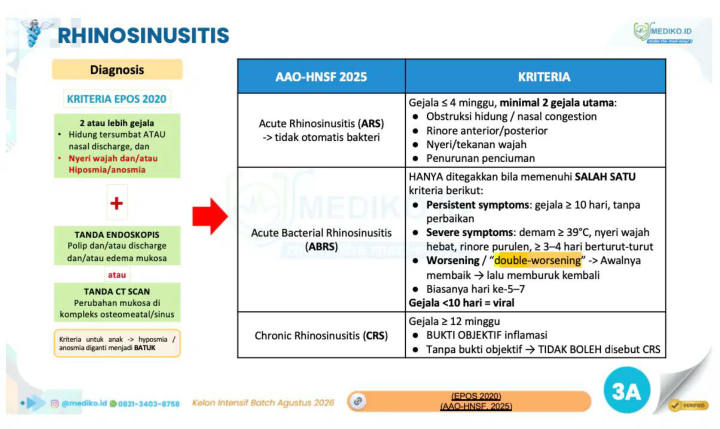 RHINOSINUSITIS
MEDIKO.ID
Diagnosis
KRITERIA EPOS 2020
2 atau lebih gejala
• Hidung tersumbat ATAU
nasal discharge, dan
• Nyeri wajah dan/atau
Hiposmia/anosmia
+
TANDA ENDOSKOPIS
Polip dan/atau discharge
dan/atau edema mukosa
atau
TANDA CT SCAN
Perubahan mukosa di
kompleks osteomeatal/sinus
Kriteria untuk anak -> hyposmia /
anosmia diganti menjadi BATUK
AAO-HNSF 2025
KRITERIA
Acute Rhinosinusitis (ARS)
-> tidak otomatis bakteri
Gejala ≤ 4 minggu, minimal 2 gejala utama:
● Obstruksi hidung / nasal congestion
● Rinore anterior/posterior
● Nyeri/tekanan wajah
● Penurunan penciuman
Acute Bacterial Rhinosinusitis
(ABRS)
HANYA ditegakkan bila memenuhi SALAH SATU
kriteria berikut:
● Persistent symptoms: gejala ≥ 10 hari, tanpa
perbaikan
● Severe symptoms: demam ≥ 39°C, nyeri wajah
hebat, rinore purulen, ≥ 3–4 hari berturut-turut
● Worsening / "double-worsening" -> Awalnya
membaik → lalu memburuk kembali
● Biasanya hari ke-5–7
Gejala <10 hari = viral
Chronic Rhinosinusitis (CRS)
Gejala ≥ 12 minggu
● BUKTI OBJEKTIF inflamasi
● Tanpa bukti objektif → TIDAK BOLEH disebut CRS
MEDIKO.ID
@mediko.id 0821-3403-8758
Kelon Intensif Batch Agustus 2026
(EPOS 2020)
(AAO-HNSF, 2025)
3A
VERIFIED